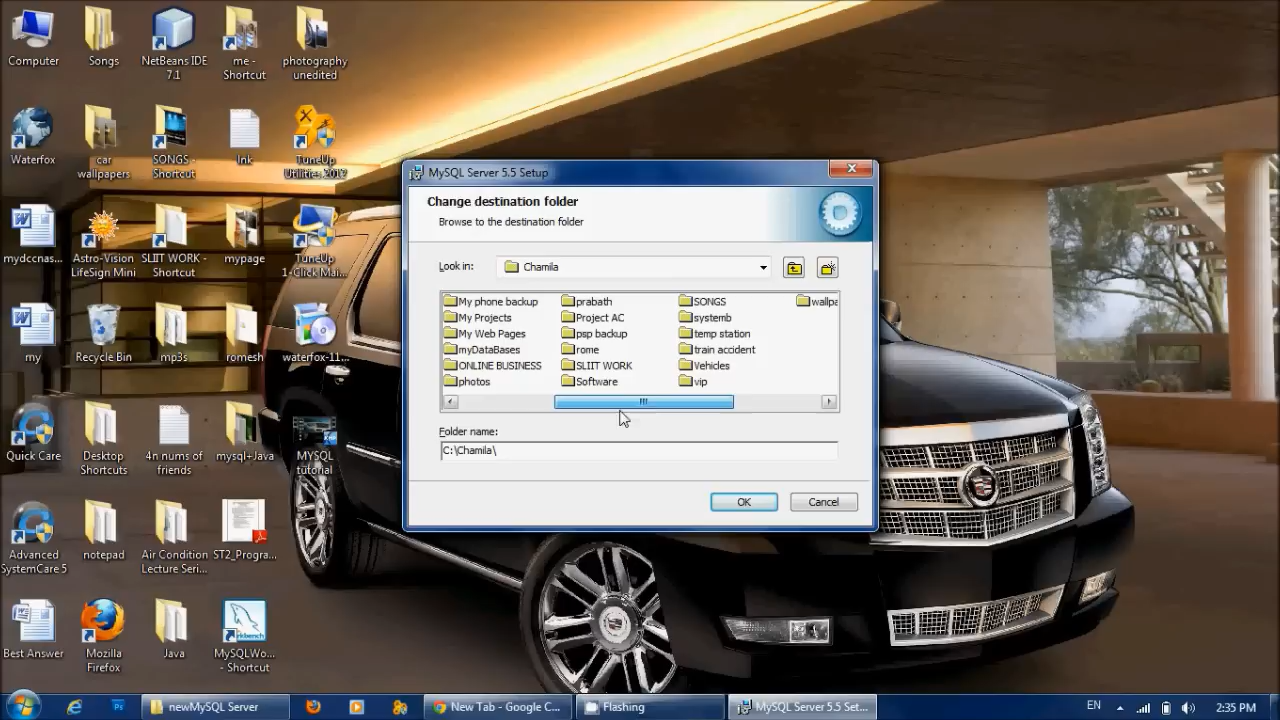 Computer
Songs
NetBeans IDE
7.1
me -
Shortcut
photography
unedited
Waterfox
car
wallpapers
SONGS -
Shortcut
Ink
TuneUp
Utilities 2012
mydccnas...
Astro-Vision
LifeSign Mini
SLIIT WORK -
Shortcut
mypage
TuneUp
1-Click Mai...
my
Recycle Bin
mp3s
romesh
waterfox-11...
Quick Care
Desktop
Shortcuts
4n nums of
friends
mysql+Java
MYSQL
tutorial
Advanced
SystemCare 5
notepad
Air Condition
Lecture Seri...
ST2_Progra...
Best Answer
Mozilla
Firefox
Java
MySQLWo...
- Shortcut
MySQL Server 5.5 Setup
Change destination folder
Browse to the destination folder
Look in:
Chamila
My phone backup
My Projects
My Web Pages
myDataBases
ONLINE BUSINESS
photos
prabath
Project AC
psp backup
rome
SLIIT WORK
Software
SONGS
systemb
temp station
train accident
Vehicles
vip
wallpa
Folder name:
C:\Chamila\
OK
Cancel
newMySQL Server
New Tab - Google C...
Flashing
MySQL Server 5.5 Set...
EN
2:35 PM